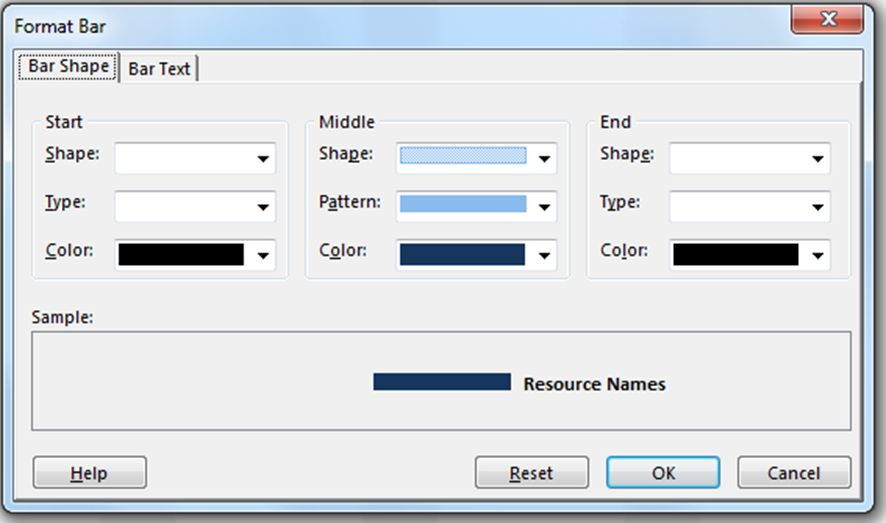 Format Bar
Bar Shape Bar Text
Start Middle End
Shape: Shape: Shape:
Type: Pattern: Type:
Color: Color: Color:
Sample:
Resource Names
Help Reset OK Cancel